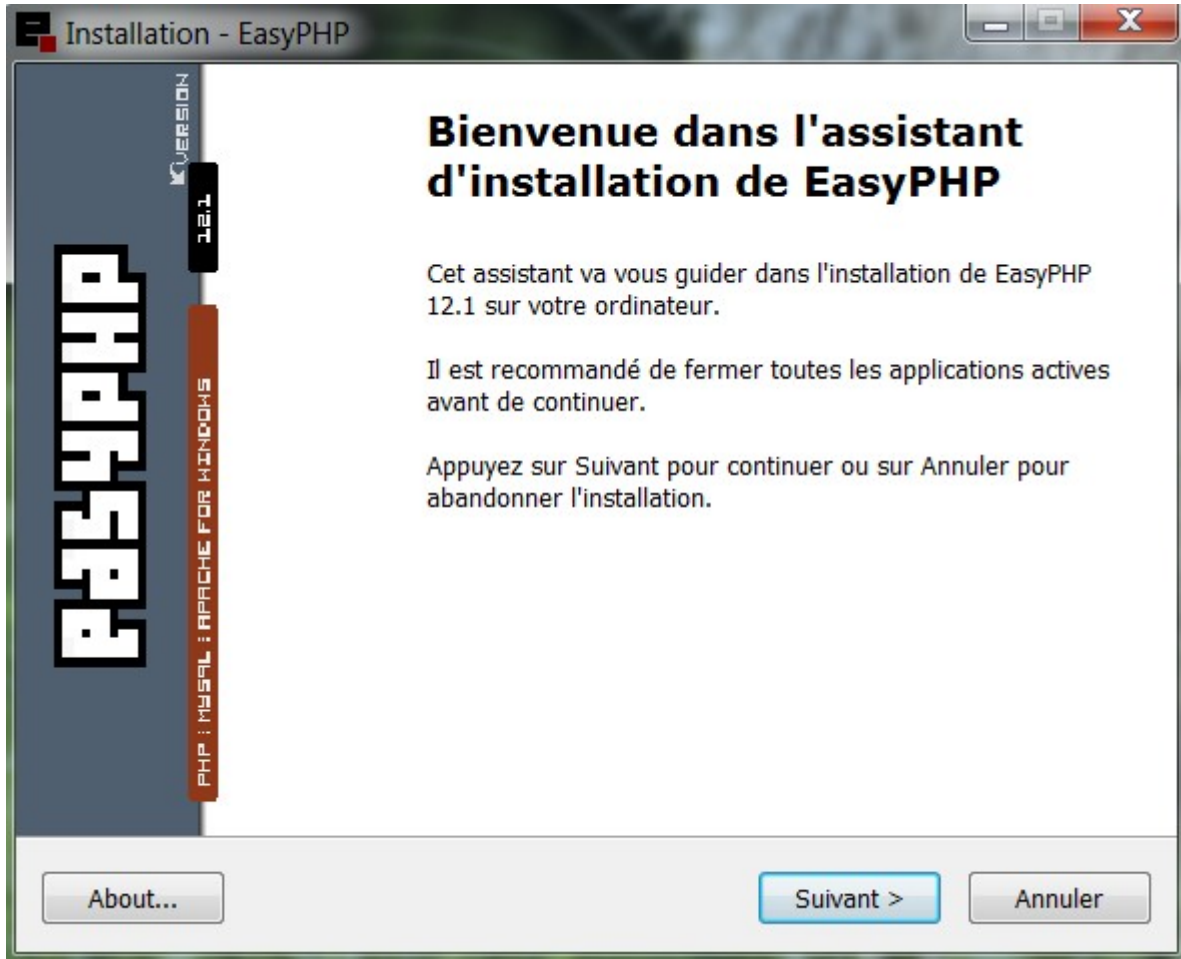 Installation - EasyPHP
VERSION
12.1
easyPHP
PHP : MYSQL : APACHE FOR WINDOWS
Bienvenue dans l'assistant
d'installation de EasyPHP
Cet assistant va vous guider dans l'installation de EasyPHP
12.1 sur votre ordinateur.
Il est recommandé de fermer toutes les applications actives
avant de continuer.
Appuyez sur Suivant pour continuer ou sur Annuler pour
abandonner l'installation.
About...
Suivant >
Annuler